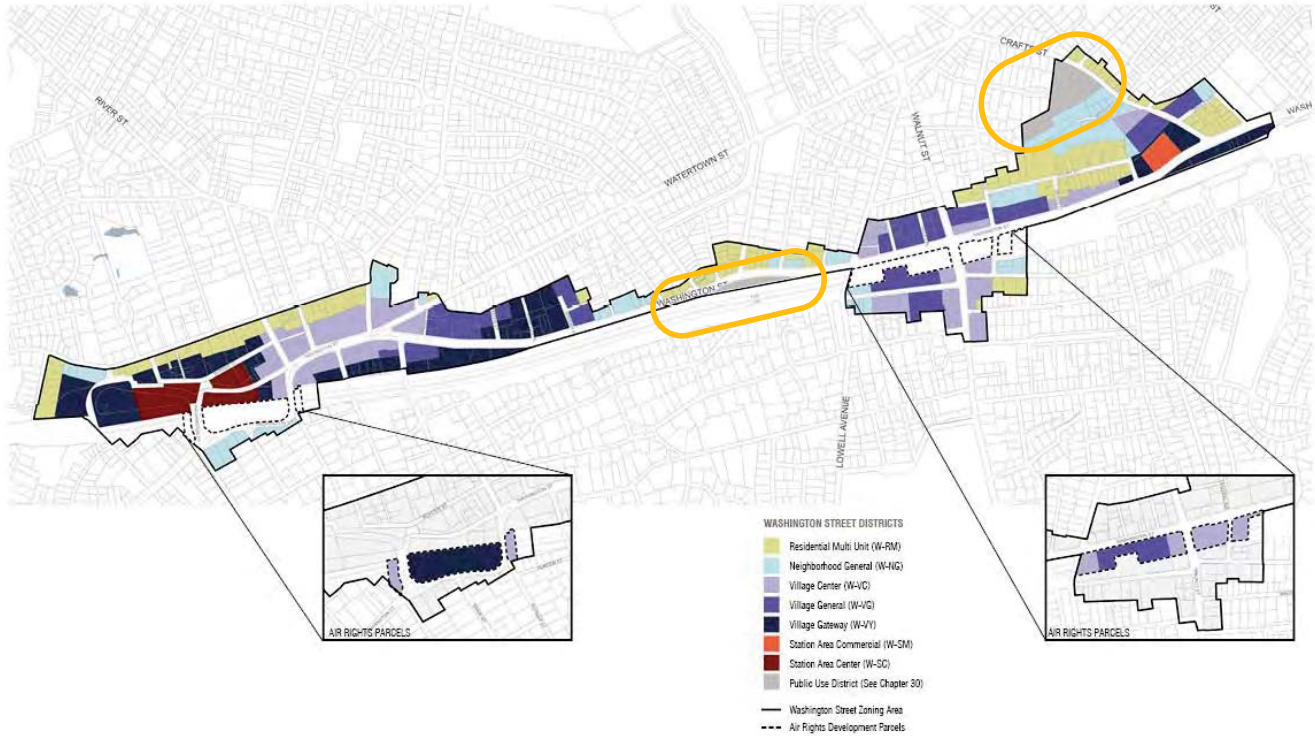 CRAFTS ST
RIVER ST
WASH
WALNUT ST
WATERTOWN ST
WASHINGTON ST
LOWELL AVENUE
WASHINGTON STREET DISTRICTS
Residential Multi Unit (W-RM)
Neighborhood General (W-NG)
Village Center (W-VC)
Village General (W-VG)
Village Gateway (W-VY)
Station Area Commercial (W-SM)
Station Area Center (W-SC)
Public Use District (See Chapter 30)
Washington Street Zoning Area
Air Rights Development Parcels
AIR RIGHTS PARCELS
AIR RIGHTS PARCELS